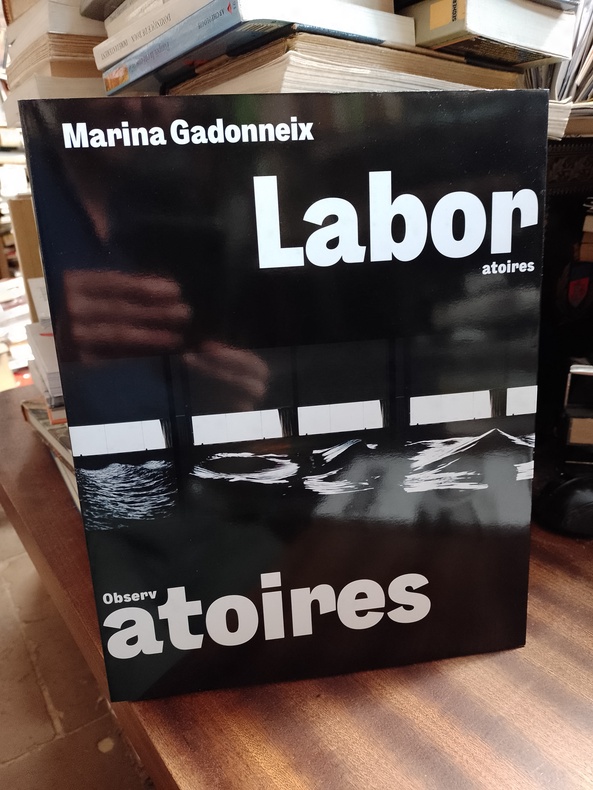 Marina Gadonneix
Labor
atoires
Observ
atoires